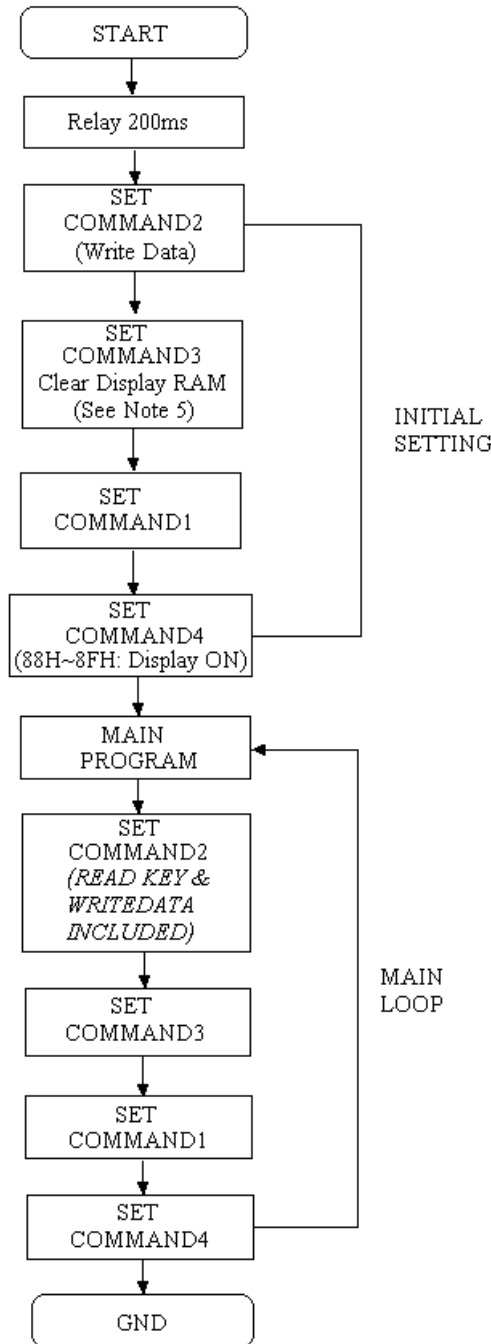 START
Relay 200ms
SET
COMMAND2
(Write Data)
SET
COMMAND3
Clear Display RAM
(See Note 5)
INITIAL
SETTING
SET
COMMAND1
SET
COMMAND4
(88H~8FH: Display ON)
MAIN
PROGRAM
SET
COMMAND2
(READ KEY &
WRITEDATA
INCLUDED)
MAIN
LOOP
SET
COMMAND3
SET
COMMAND1
SET
COMMAND4
GND